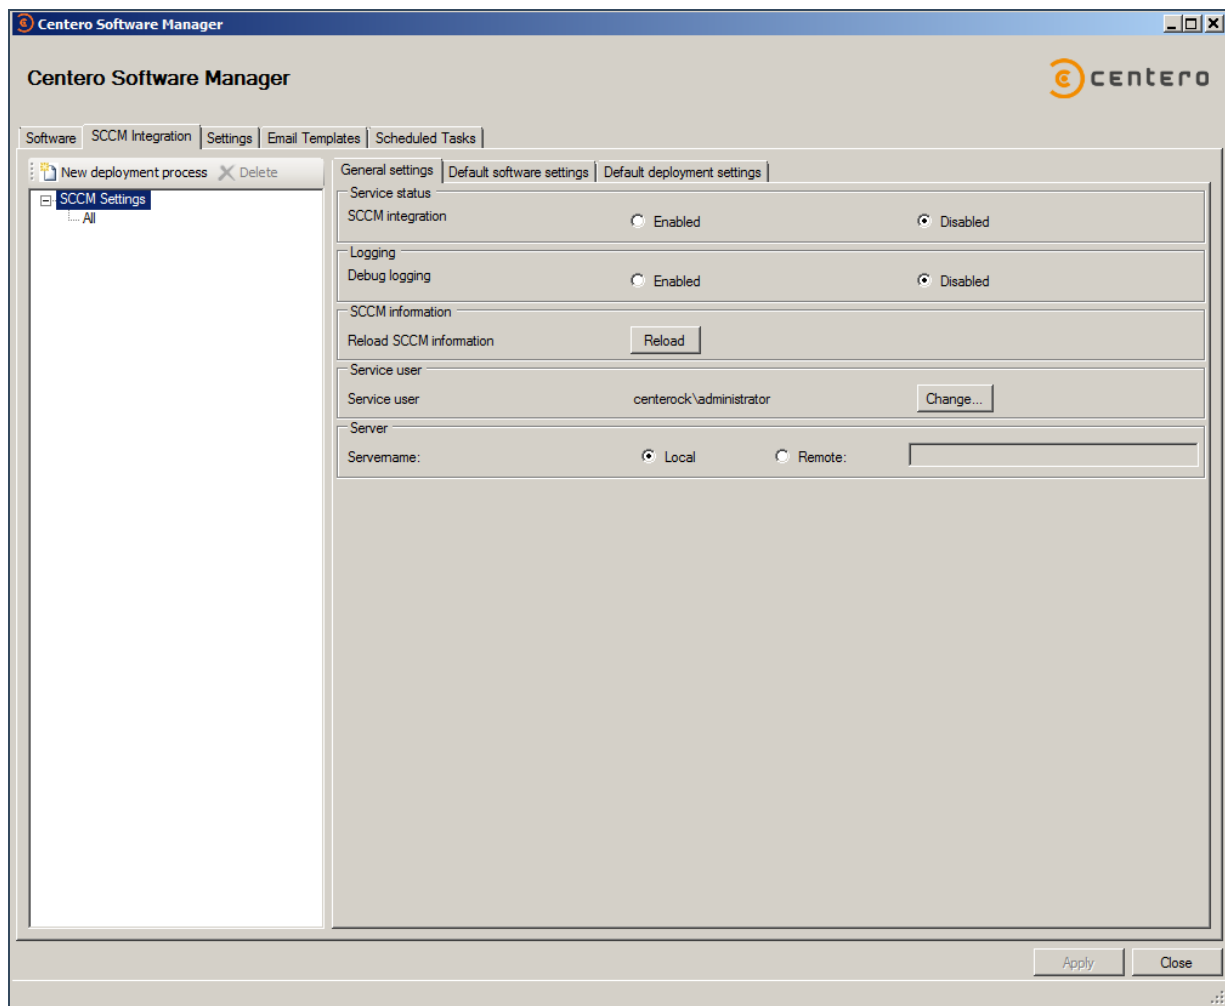 Centero Software Manager
Centero Software Manager
centero
Software SCCM Integration Settings Email Templates Scheduled Tasks
New deployment process Delete
SCCM Settings
All
General settings Default software settings Default deployment settings
Service status
SCCM integration Enabled Disabled
Logging
Debug logging Enabled Disabled
SCCM information
Reload SCCM information Reload
Service user
Service user centerock\administrator Change...
Server
Servername: Local Remote:
Apply Close